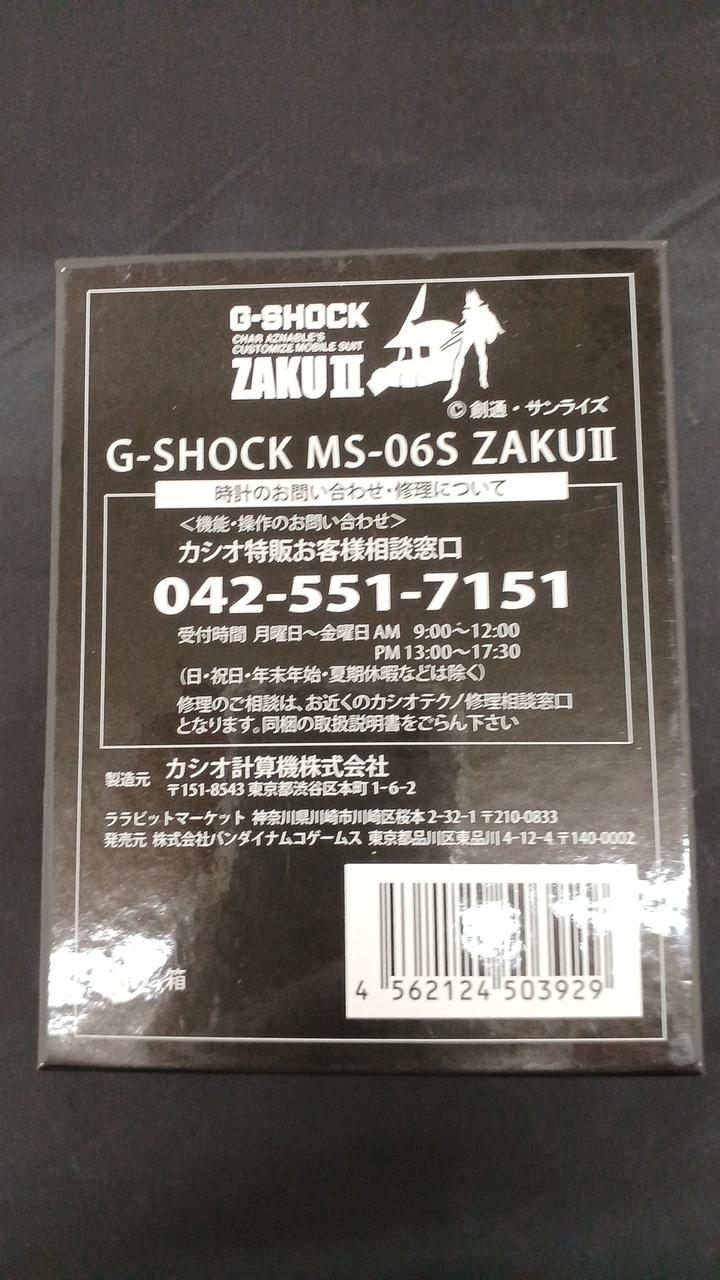 G-SHOCK
CHAR AZNABLE'S
CUSTOMIZE MOBILE SUIT
ZAKUⅡ
©創通・サンライズ
G-SHOCK MS-06S ZAKUⅡ
時計のお問い合わせ・修理について
＜機能・操作のお問い合わせ＞
カシオ特販お客様相談窓口
042-551-7151
受付時間 月曜日～金曜日 AM 9:00～12:00
PM 13:00～17:30
(日・祝日・年末年始・夏期休暇などは除く)
修理のご相談は、お近くのカシオテクノ修理相談窓口
となります。同梱の取扱説明書をごらん下さい
製造元 カシオ計算機株式会社
〒151-8543 東京都渋谷区本町 1-6-2
ララビットマーケット 神奈川県川崎市川崎区桜本 2-32-1 〒210-0833
発売元 株式会社バンダイナムコゲームス 東京都品川区東品川 4-12-4 〒140-0002
箱
4 562124 503929